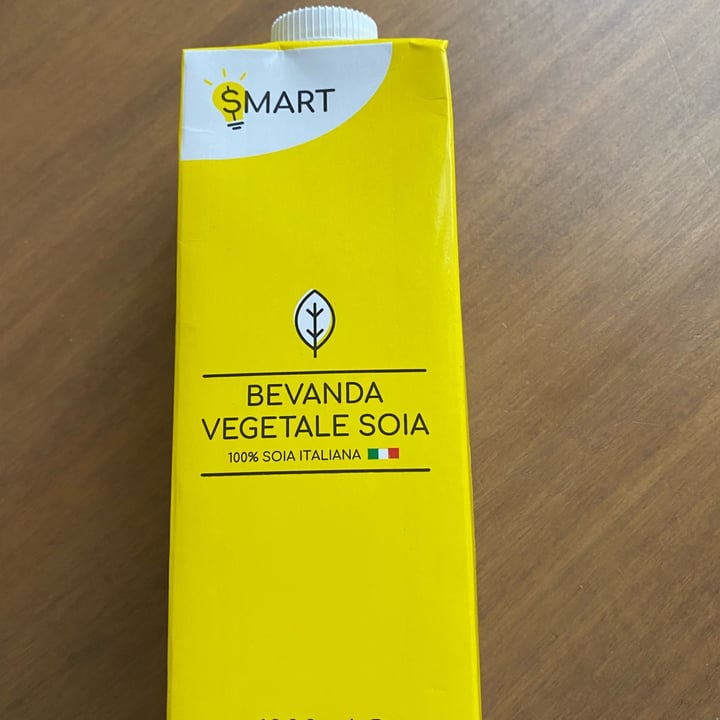 SMART
BEVANDA
VEGETALE SOIA
100% SOIA ITALIANA